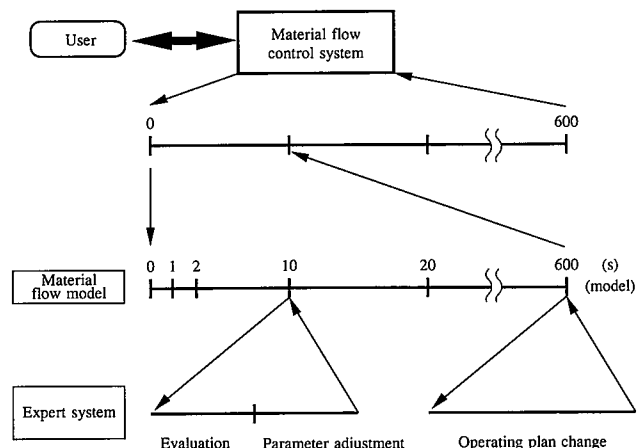 User
Material flow
control system
0
600
0 1 2 10 20 600 (s)
(model)
Material
flow model
Expert system
Evaluation Parameter adjustment Operating plan change